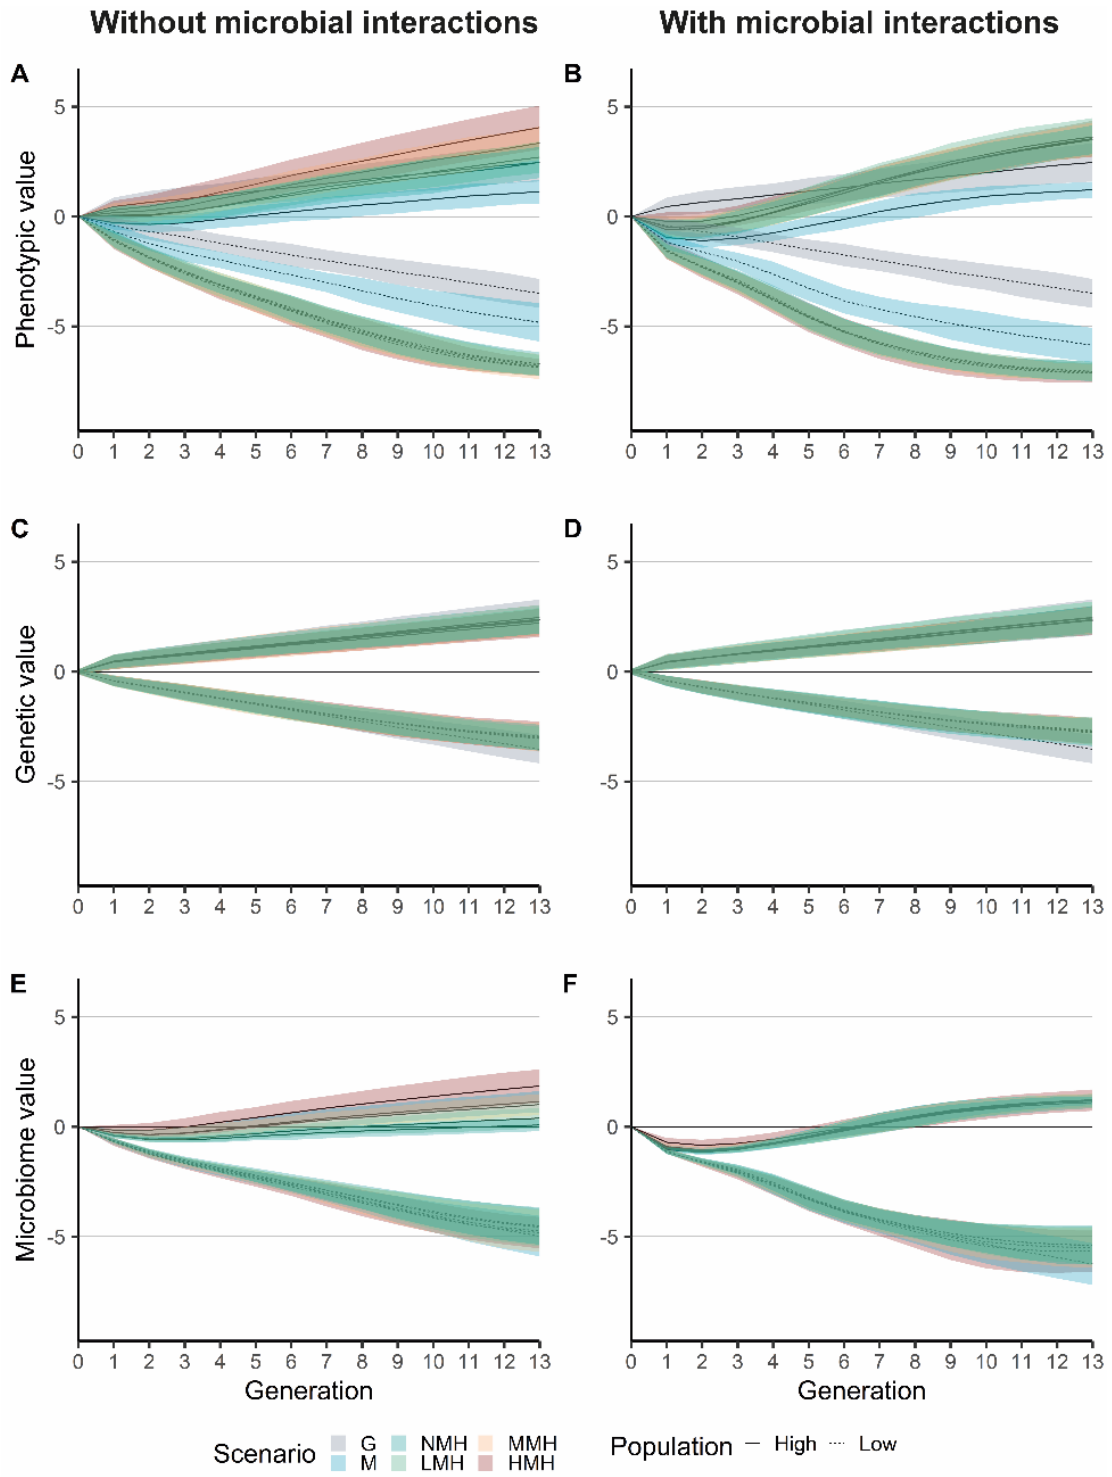 Without microbial interactions
With microbial interactions
A
B
Phenotypic value
5
0
-5
0 1 2 3 4 5 6 7 8 9 10 11 12 13
5
0
-5
0 1 2 3 4 5 6 7 8 9 10 11 12 13
C
D
Genetic value
5
0
-5
0 1 2 3 4 5 6 7 8 9 10 11 12 13
5
0
-5
0 1 2 3 4 5 6 7 8 9 10 11 12 13
E
F
Microbiome value
5
0
-5
0 1 2 3 4 5 6 7 8 9 10 11 12 13
Generation
5
0
-5
0 1 2 3 4 5 6 7 8 9 10 11 12 13
Generation
Scenario G NMH MMH Population High Low
M LMH HMH